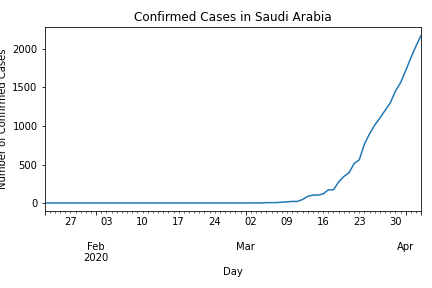 Confirmed Cases in Saudi Arabia
Number of Confirmed Cases
2000
1500
1000
500
0
27 03 10 17 24 02 09 16 23 30
Feb Mar Apr
2020
Day